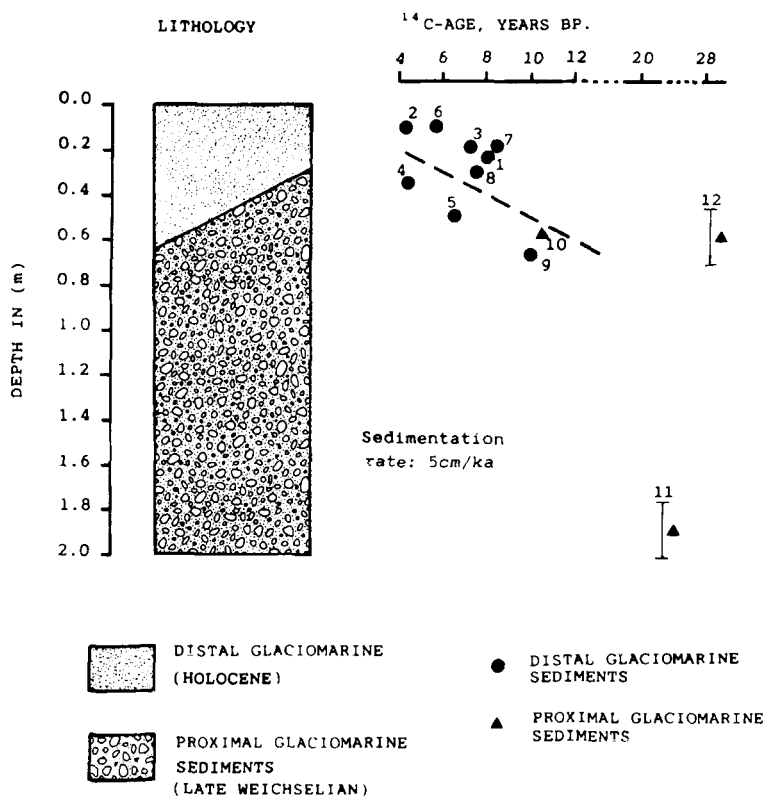 LITHOLOGY
14C-AGE, YEARS BP.
4 6 8 10 12 20 28
DEPTH IN (m)
0.0
0.2
0.4
0.6
0.8
1.0
1.2
1.4
1.6
1.8
2.0
2 6
3 7
1
8
4
5
10
9
12
11
Sedimentation
rate: 5cm/ka
DISTAL GLACIOMARINE
(HOLOCENE)
PROXIMAL GLACIOMARINE
SEDIMENTS
(LATE WEICHSELIAN)
DISTAL GLACIOMARINE
SEDIMENTS
PROXIMAL GLACIOMARINE
SEDIMENTS